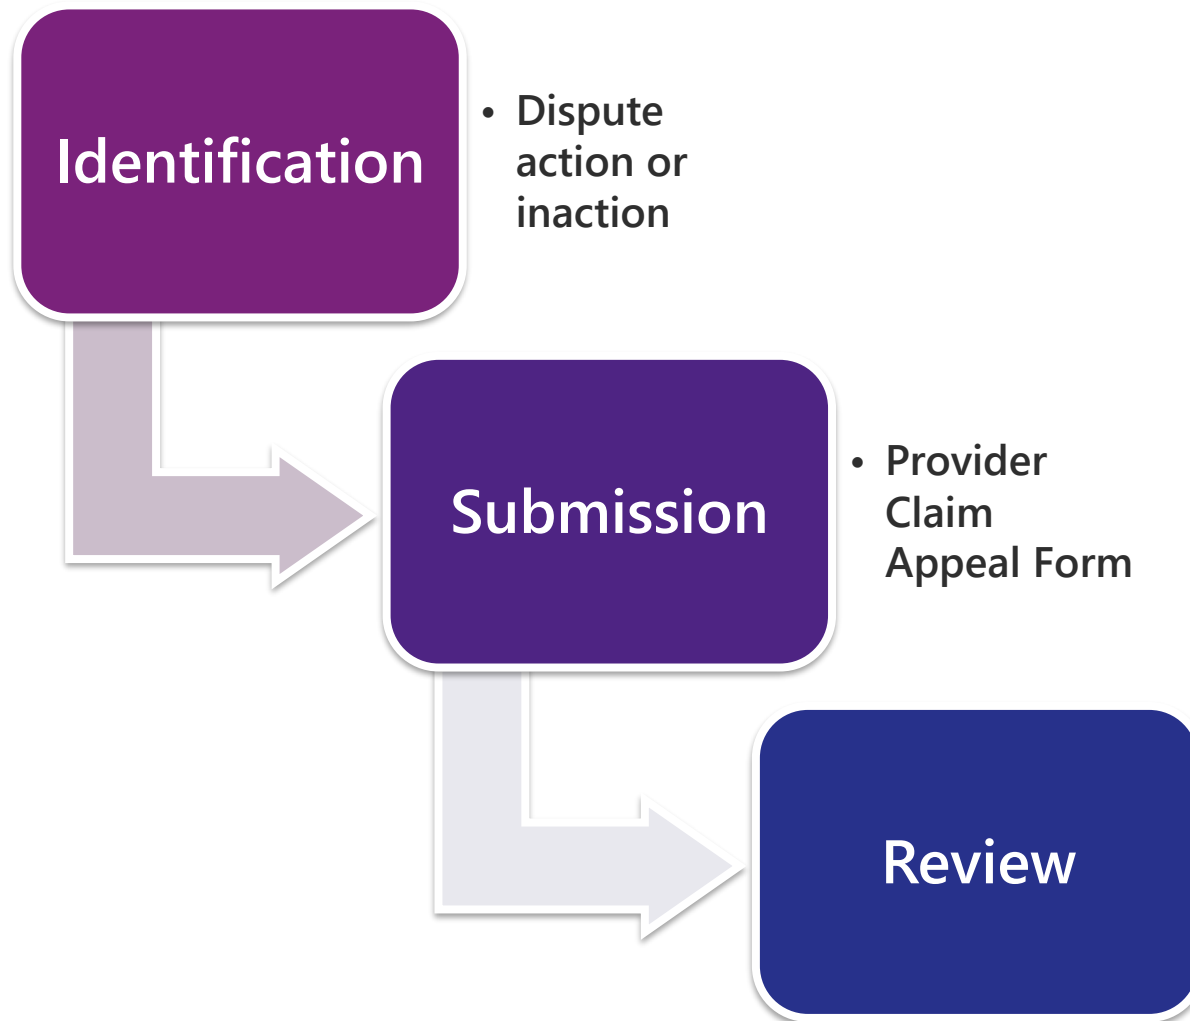 Identification
• Dispute
action or
inaction
Submission
• Provider
Claim
Appeal Form
Review